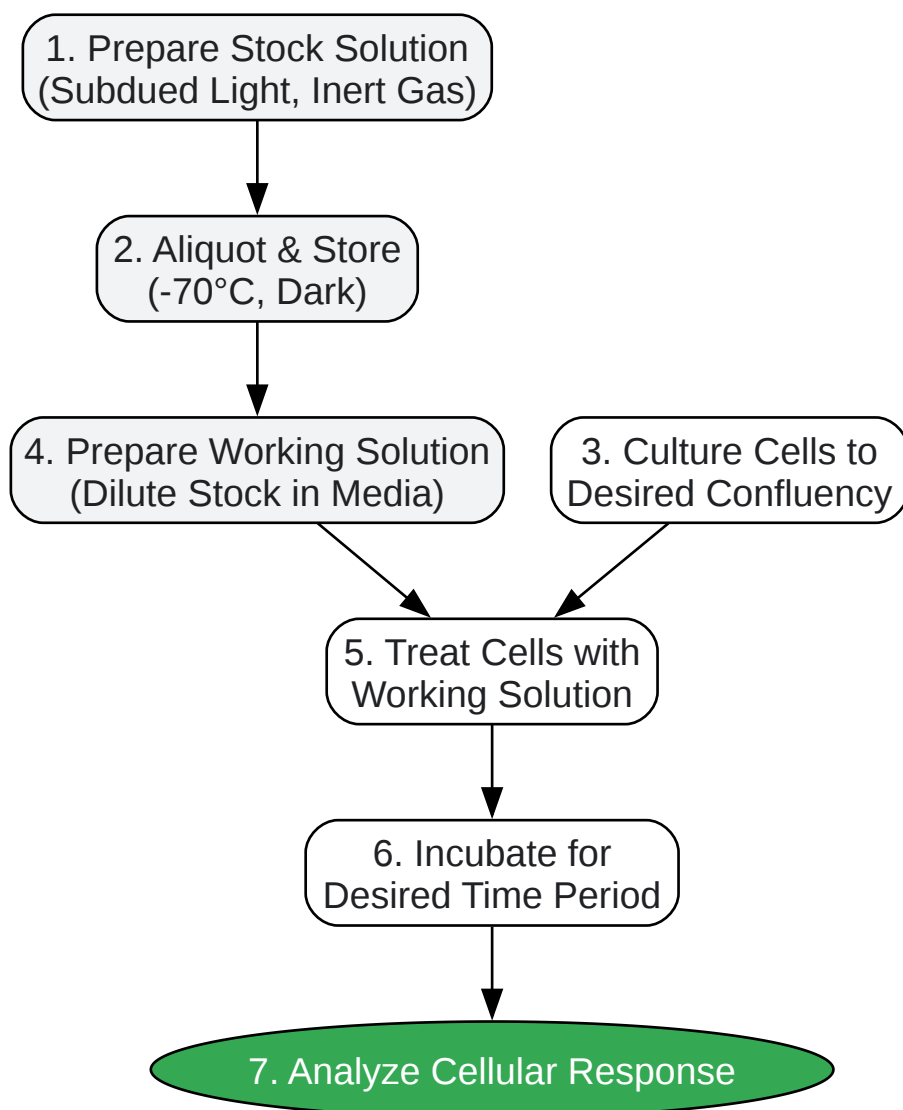 1. Prepare Stock Solution
(Subdued Light, Inert Gas)
2. Aliquot & Store
(-70°C, Dark)
4. Prepare Working Solution
(Dilute Stock in Media)
3. Culture Cells to
Desired Confluency
5. Treat Cells with
Working Solution
6. Incubate for
Desired Time Period
7. Analyze Cellular Response